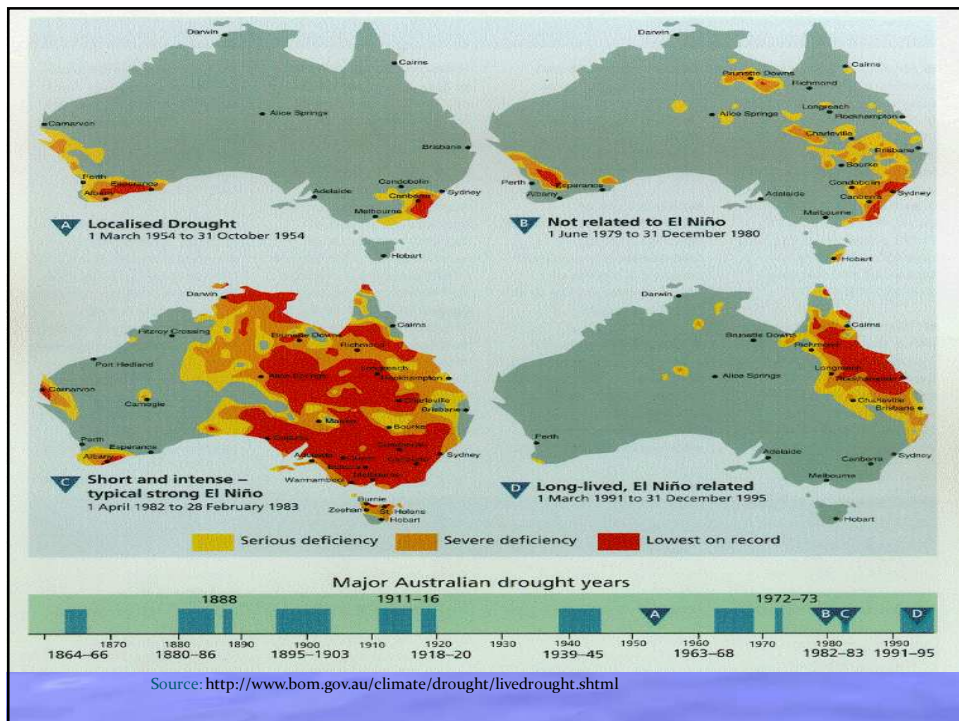 Darwin
Cairns
Carnarvon
Alice Springs
Brisbane
Perth
Esperance
Albany
Adelaide
Condobolin
Canberra
Sydney
Melbourne
Hobart
A Localised Drought
1 March 1954 to 31 October 1954
Darwin
Cairns
Brunette Downs
Richmond
Longreach
Rockhampton
Alice Springs
Charleville
Brisbane
Bourke
Perth
Esperance
Albany
Adelaide
Condobolin
Canberra
Sydney
Melbourne
Hobart
B Not related to El Niño
1 June 1979 to 31 December 1980
Darwin
Fitzroy Crossing
Cairns
Brunette Downs
Richmond
Port Hedland
Alice Springs
Longreach
Rockhampton
Carnarvon
Carnegie
Charleville
Brisbane
Bourke
Perth
Esperance
Albany
Adelaide
Sydney
Melbourne
Burnie
Zeehan
St. Helens
Hobart
C Short and intense –
typical strong El Niño
1 April 1982 to 28 February 1983
Darwin
Cairns
Brunette Downs
Richmond
Longreach
Rockhampton
Alice Springs
Charleville
Brisbane
Perth
Adelaide
Canberra
Sydney
Melbourne
Hobart
D Long-lived, El Niño related
1 March 1991 to 31 December 1995
Serious deficiency Severe deficiency Lowest on record
Major Australian drought years
1888 1911–16 1972–73
A B C D
1870 1880 1890 1900 1910 1920 1930 1940 1950 1960 1970 1980 1990
1864–66 1880–86 1895–1903 1918–20 1939–45 1963–68 1982–83 1991–95
Source: http://www.bom.gov.au/climate/drought/livedrought.shtml